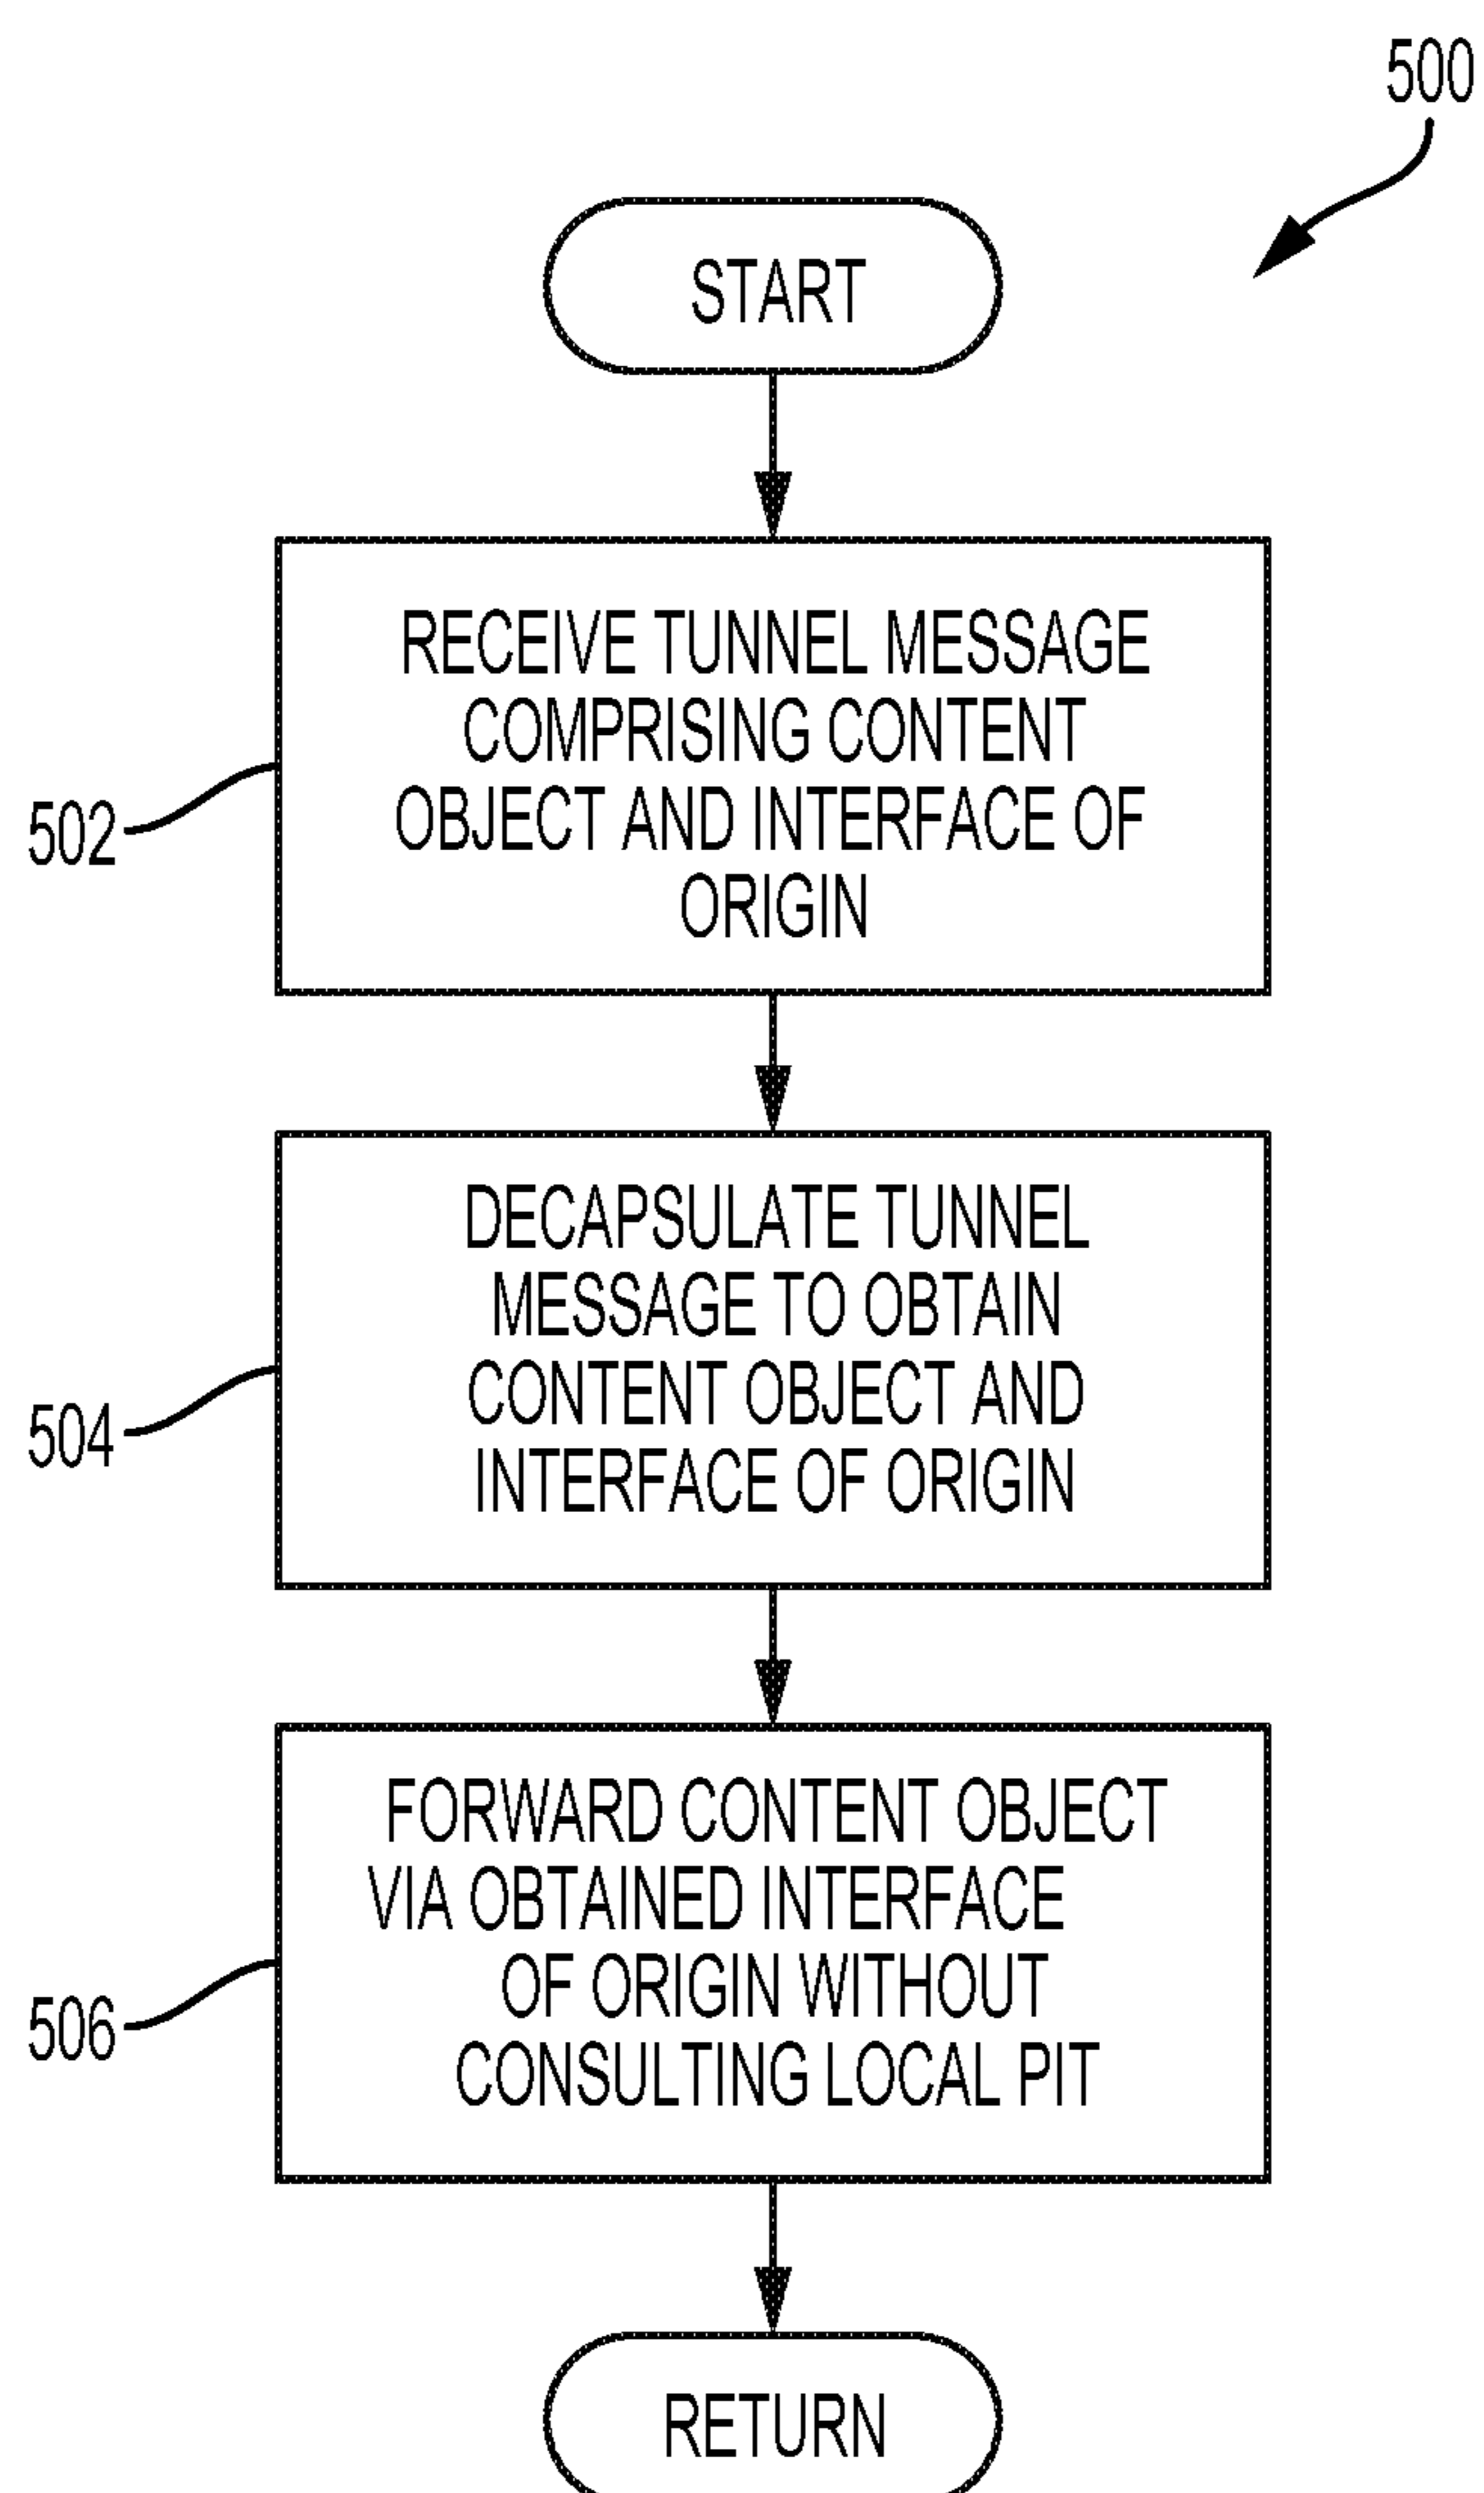 500
START
RECEIVE TUNNEL MESSAGE
COMPRISING CONTENT
OBJECT AND INTERFACE OF
ORIGIN
502
DECAPSULATE TUNNEL
MESSAGE TO OBTAIN
CONTENT OBJECT AND
INTERFACE OF ORIGIN
504
FORWARD CONTENT OBJECT
VIA OBTAINED INTERFACE
OF ORIGIN WITHOUT
CONSULTING LOCAL PIT
506
RETURN